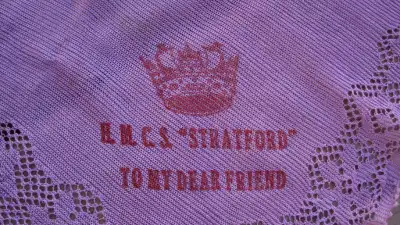 H.M.C.S. "STRATFORD"
TO MY DEAR FRIEND